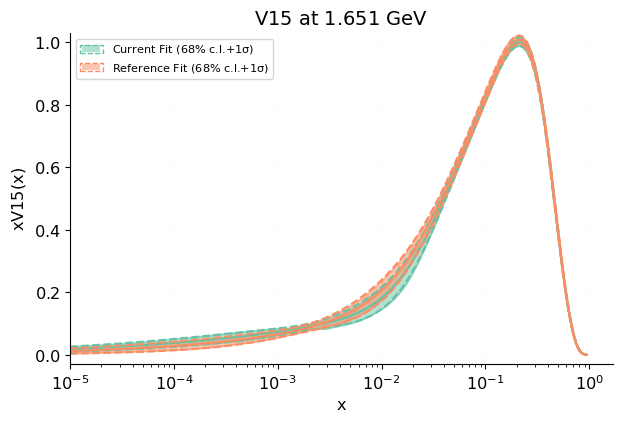 V15 at 1.651 GeV
Current Fit (68% c.l.+1σ)
Reference Fit (68% c.l.+1σ)
xV15(x)
1.0
0.8
0.6
0.4
0.2
0.0
10⁻⁵ 10⁻⁴ 10⁻³ 10⁻² 10⁻¹ 10⁰
x